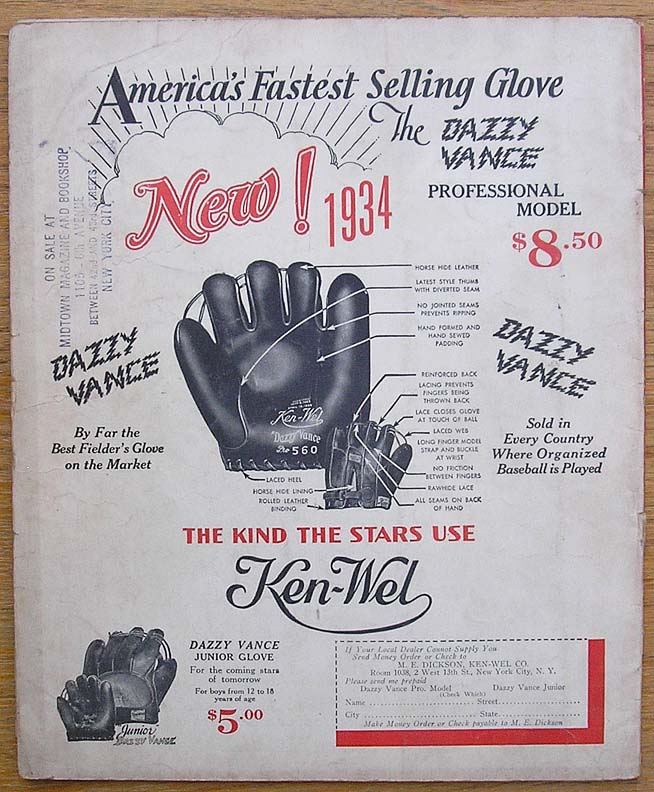 America's Fastest Selling Glove
The DAZZY
VANCE
PROFESSIONAL
MODEL
$8.50
New! 1934
ON SALE AT
MIDTOWN MAGAZINE AND BOOKSHOP
1105 - 6th AVENUE
BETWEEN 42nd AND 43rd STREETS
NEW YORK CITY
HORSE HIDE LEATHER
LATEST STYLE THUMB
WITH DIVERTED SEAM
NO JOINTED SEAMS
PREVENTS RIPPING
HAND FORMED AND
HAND SEWED
PADDING
DAZZY
VANCE
By Far the
Best Fielder's Glove
on the Market
DAZZY
VANCE
Sold in
Every Country
Where Organized
Baseball is Played
REINFORCED BACK
LACING PREVENTS
FINGERS BEING
THROWN BACK
LACE CLOSES GLOVE
AT TOUCH OF BALL
LACED WEB
LONG FINGER MODEL
STRAP AND BUCKLE
AT WRIST
NO FRICTION
BETWEEN FINGERS
RAWHIDE LACE
ALL SEAMS ON BACK
OF HAND
Ken-Wel
Dazzy Vance
Pro 560
LACED HEEL
HORSE HIDE LINING
ROLLED LEATHER
BINDING
THE KIND THE STARS USE
Ken-Wel
DAZZY VANCE
JUNIOR GLOVE
For the coming stars
of tomorrow
For boys from 12 to 18
years of age
$5.00
Junior
DAZZY VANCE
If Your Local Dealer Cannot Supply You
Send Money Order or Check to
M. E. DICKSON, KEN-WEL CO.
Room 1038, 2 West 13th St., New York City, N. Y.
Please send me prepaid
Dazzy Vance Pro. Model Dazzy Vance Junior
(Check Which)
Name Street
City State
Make Money Order or Check payable to M. E. Dickson